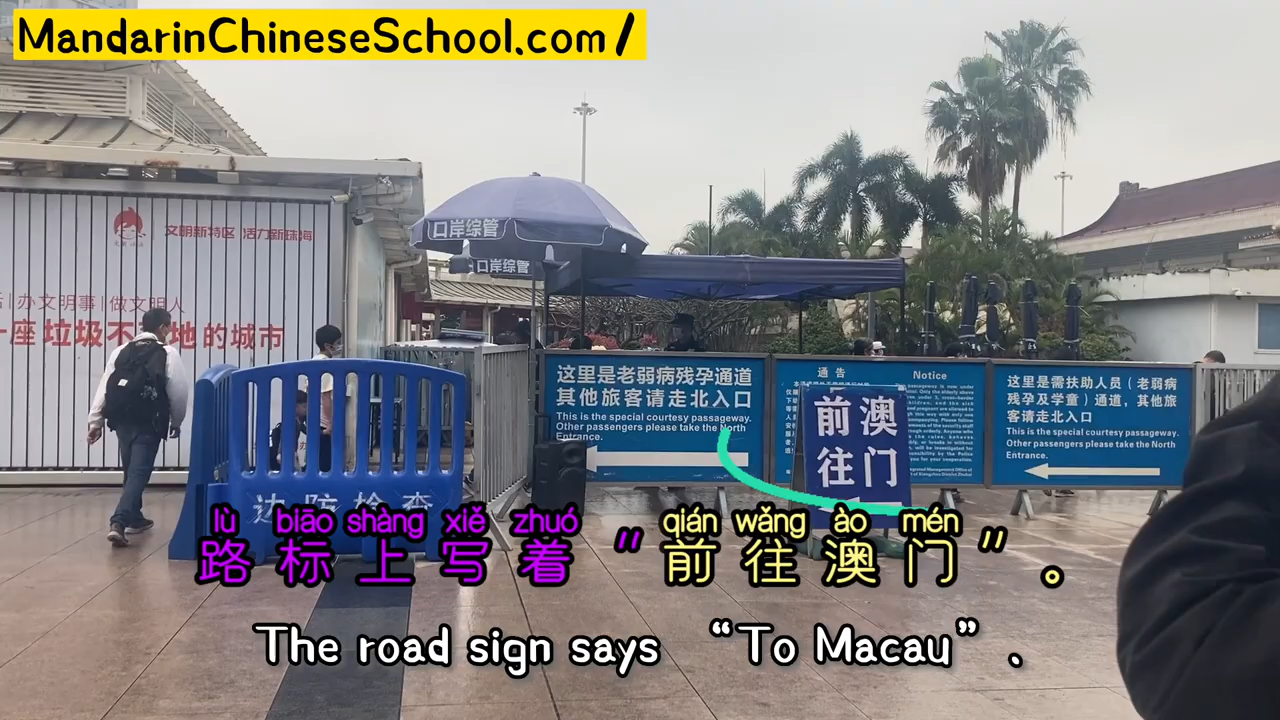 MandarinChineseSchool.com/
文明新特区 活力新珠海
办文明事|做文明人
座垃圾不
地的城市
口岸综管
口岸综管
这里是老弱病残孕通道
其他旅客请走北入口
This is the special courtesy passageway.
Other passengers please take the North
Entrance.
通告
Notice
前往
澳门
这里是需扶助人员（老弱病
残孕及学童）通道，其他旅
客请走北入口
This is the special courtesy passageway.
Other passengers please take the North
Entrance.
边防检查
lù biāo shàng xiě zhuó qián wǎng ào mén
路标上写着“前往澳门”。
The road sign says “To Macau”.